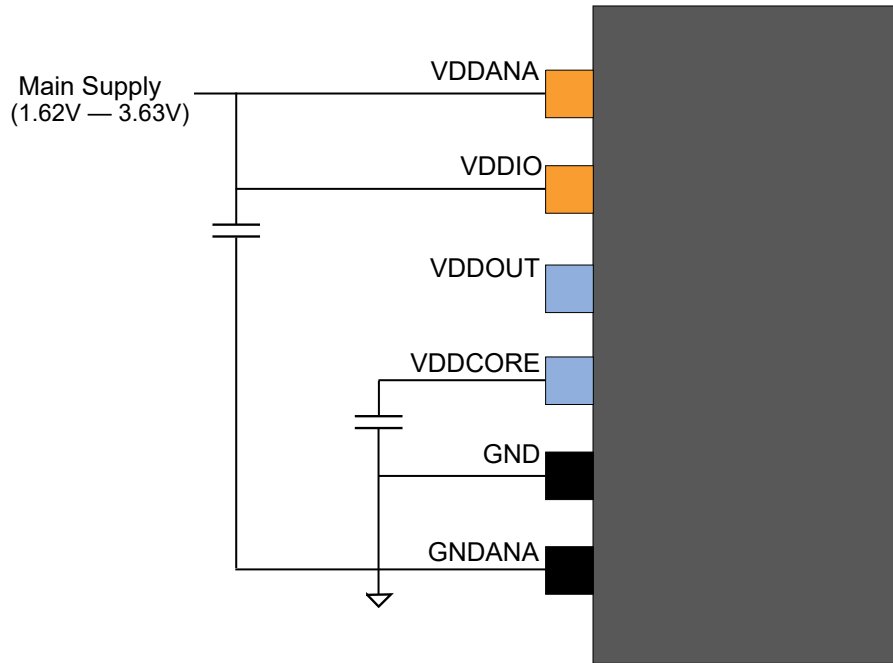 VDDANA
Main Supply
(1.62V — 3.63V)
VDDIO
VDDOUT
VDDCORE
GND
GNDANA